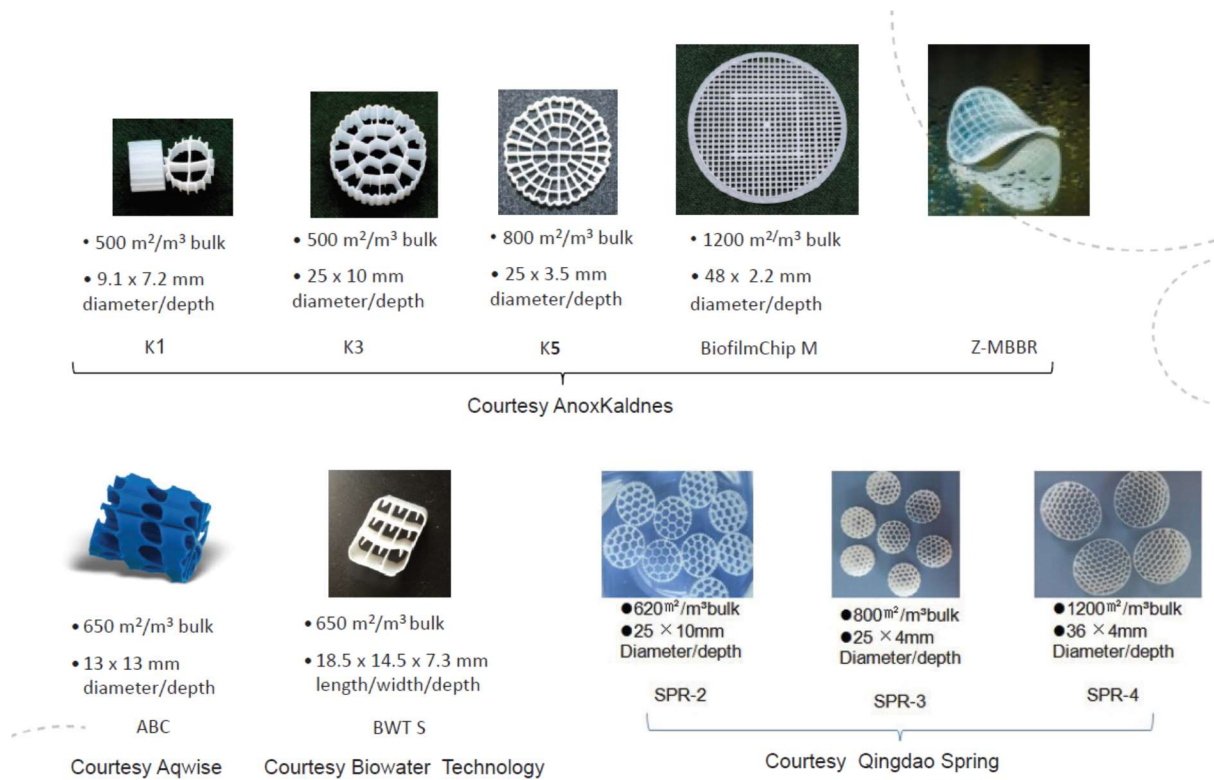 • 500 m²/m³ bulk
• 9.1 x 7.2 mm
diameter/depth
K1
• 500 m²/m³ bulk
• 25 x 10 mm
diameter/depth
K3
• 800 m²/m³ bulk
• 25 x 3.5 mm
diameter/depth
K5
• 1200 m²/m³ bulk
• 48 x 2.2 mm
diameter/depth
BiofilmChip M
Z-MBBR
Courtesy AnoxKaldnes
• 650 m²/m³ bulk
• 13 x 13 mm
diameter/depth
ABC
Courtesy Aqwise
• 650 m²/m³ bulk
• 18.5 x 14.5 x 7.3 mm
length/width/depth
BWT S
Courtesy Biowater Technology
●620㎡/m³bulk
●25 ×10mm
Diameter/depth
SPR-2
●800㎡/m³bulk
●25 ×4mm
Diameter/depth
SPR-3
●1200㎡/m³bulk
●36 ×4mm
Diameter/depth
SPR-4
Courtesy Qingdao Spring